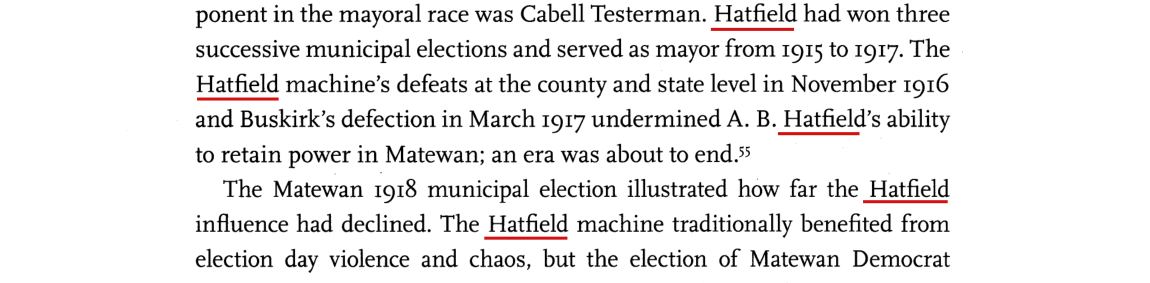 ponent in the mayoral race was Cabell Testerman. Hatfield had won three
successive municipal elections and served as mayor from 1915 to 1917. The
Hatfield machine’s defeats at the county and state level in November 1916
and Buskirk’s defection in March 1917 undermined A. B. Hatfield’s ability
to retain power in Matewan; an era was about to end.55
The Matewan 1918 municipal election illustrated how far the Hatfield
influence had declined. The Hatfield machine traditionally benefited from
election day violence and chaos, but the election of Matewan Democrat